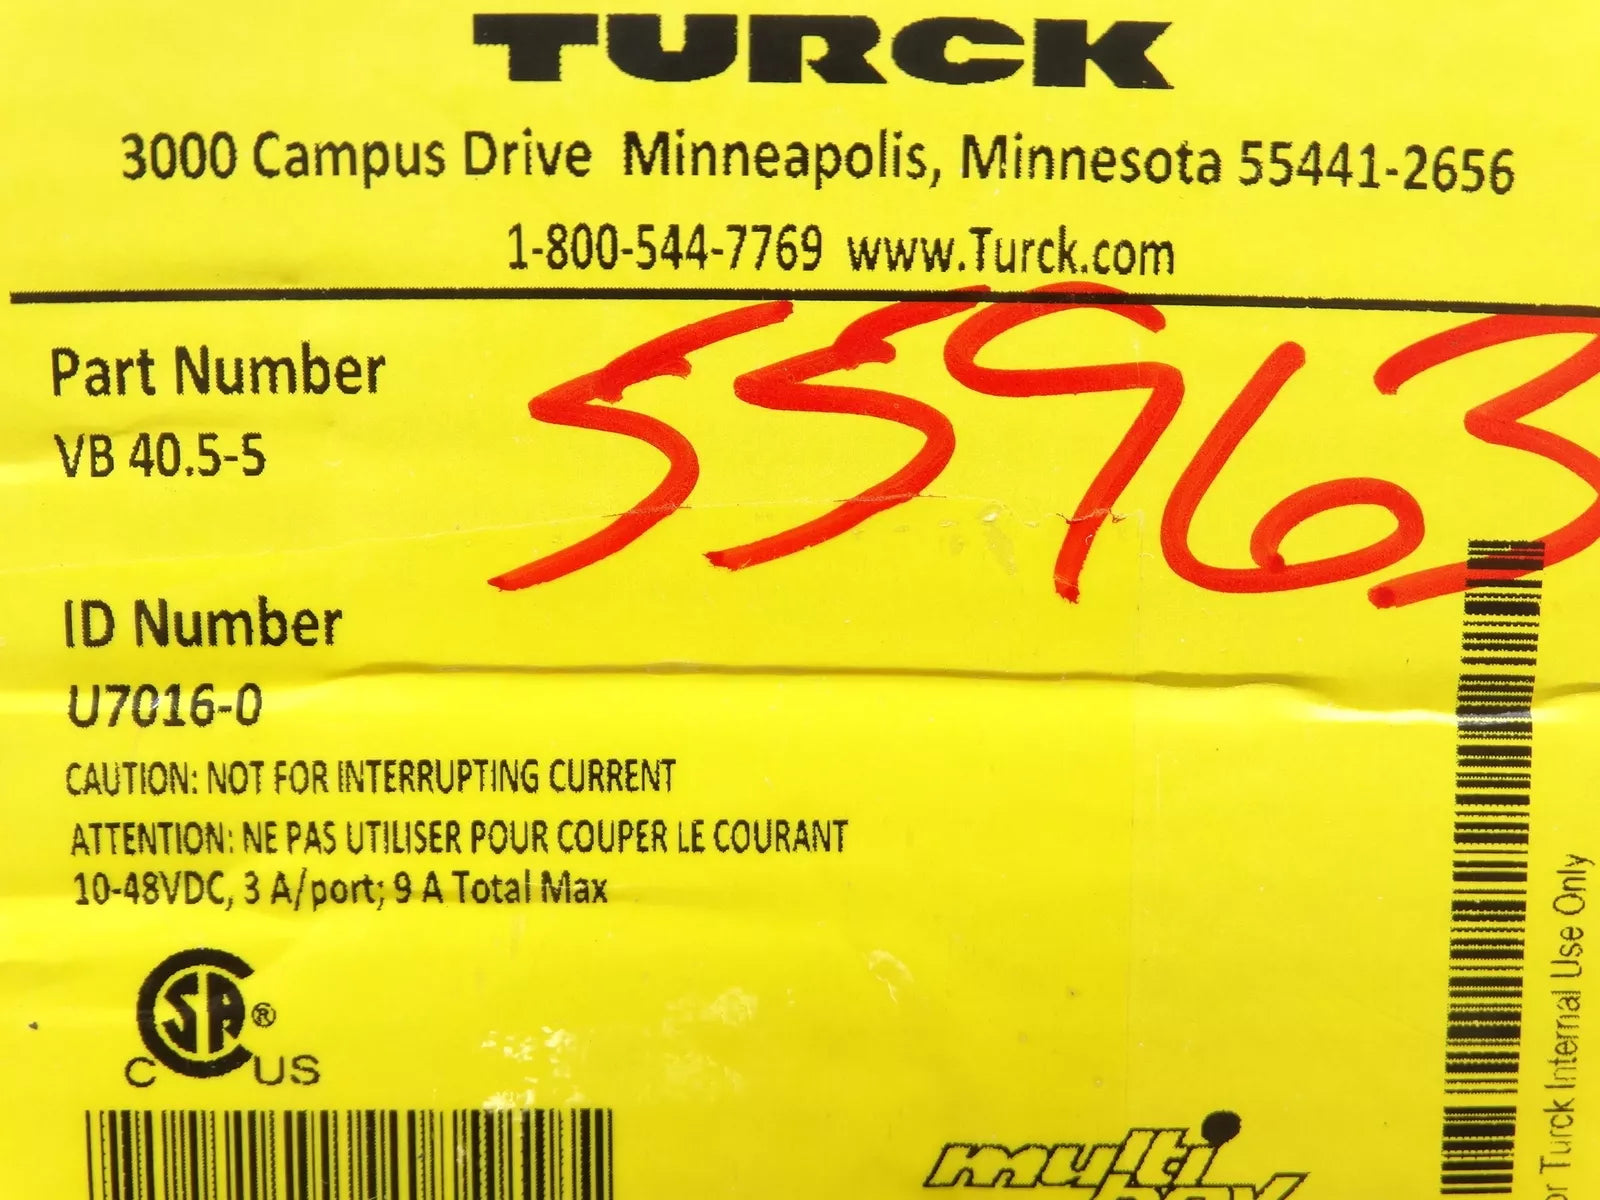 TURCK
3000 Campus Drive Minneapolis, Minnesota 55441-2656
1-800-544-7769 www.Turck.com
Part Number
VB 40.5-5
55963
ID Number
U7016-0
CAUTION: NOT FOR INTERRUPTING CURRENT
ATTENTION: NE PAS UTILISER POUR COUPER LE COURANT
10-48VDC, 3 A/port; 9 A Total Max
CSA®
C US
multi
Turck Internal Use Only